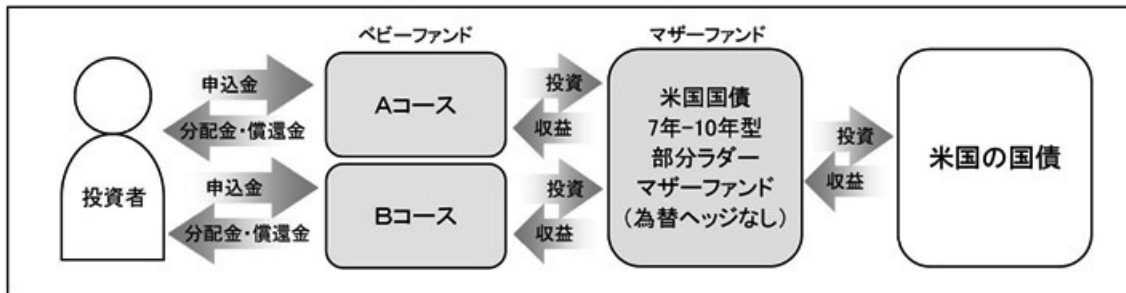 ベビーファンド
マザーファンド
投資者
申込金
分配金・償還金
申込金
分配金・償還金
Aコース
Bコース
投資
収益
投資
収益
米国国債
7年-10年型
部分ラダー
マザーファンド
(為替ヘッジなし)
投資
収益
米国の国債